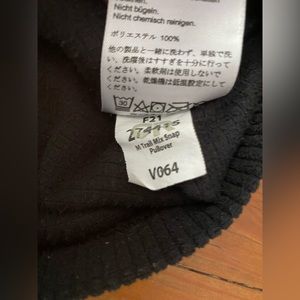 Nicht bügeln.
Nicht chemisch reinigen.
ポリエステル 100%
他の製品と一緒に洗わず、単独で洗
い、洗濯後はすすぎを十分に行って
ください。柔軟剤は使用しないで
ください。乾燥機は低温設定にして
ください。
30
F21
M Trail Mix Snap
Pullover
V064